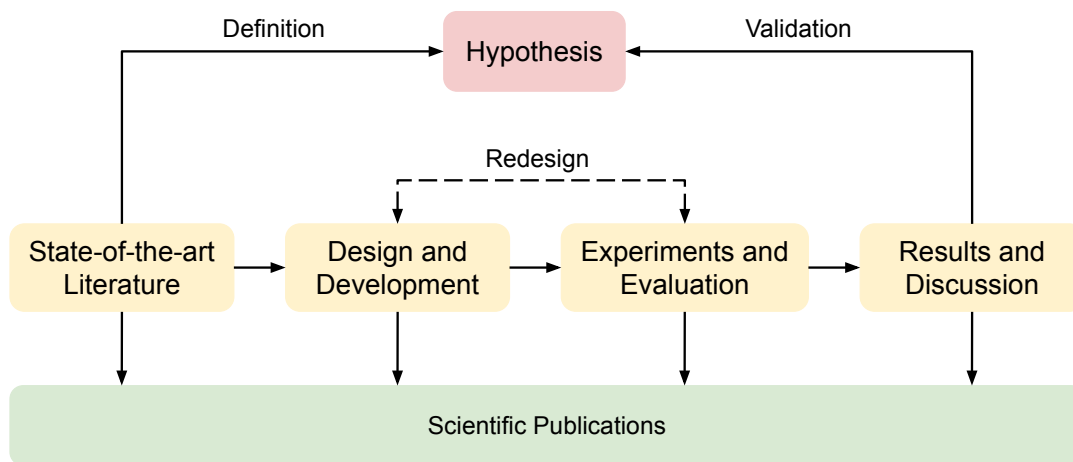 Definition
Hypothesis
Validation
Redesign
State-of-the-art
Literature
Design and
Development
Experiments and
Evaluation
Results and
Discussion
Scientific Publications